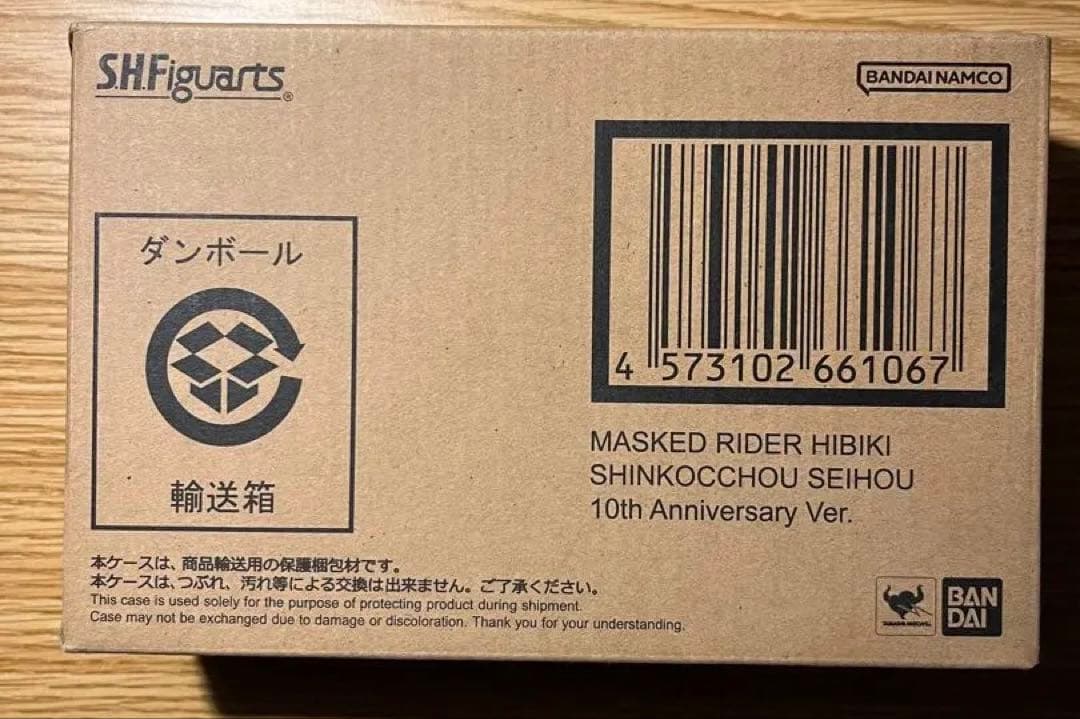 S.H.Figuarts®
BANDAI NAMCO
4 573102 661067
MASKED RIDER HIBIKI
SHINKOCCHOU SEIHOU
10th Anniversary Ver.
ダンボール
輸送箱
本ケースは、商品輸送用の保護梱包材です。
本ケースは、つぶれ、汚れ等による交換は出来ません。ご了承ください。
This case is used solely for the purpose of protecting product during shipment.
Case may not be exchanged due to damage or discoloration. Thank you for your understanding.
BAN
DAI